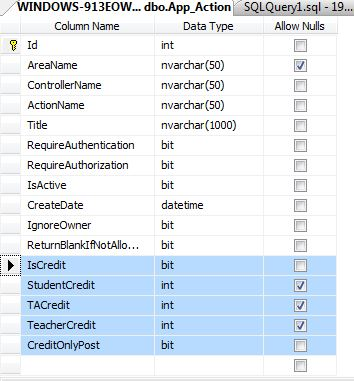 WINDOWS-913EOW... dbo.App_Action SQLQuery1.sql - 19...
Column Name Data Type Allow Nulls
Id int
AreaName nvarchar(50)
ControllerName nvarchar(50)
ActionName nvarchar(50)
Title nvarchar(1000)
RequireAuthentication bit
RequireAuthorization bit
IsActive bit
CreateDate datetime
IgnoreOwner bit
ReturnBlankIfNotAllo... bit
IsCredit bit
StudentCredit int
TACredit int
TeacherCredit int
CreditOnlyPost bit